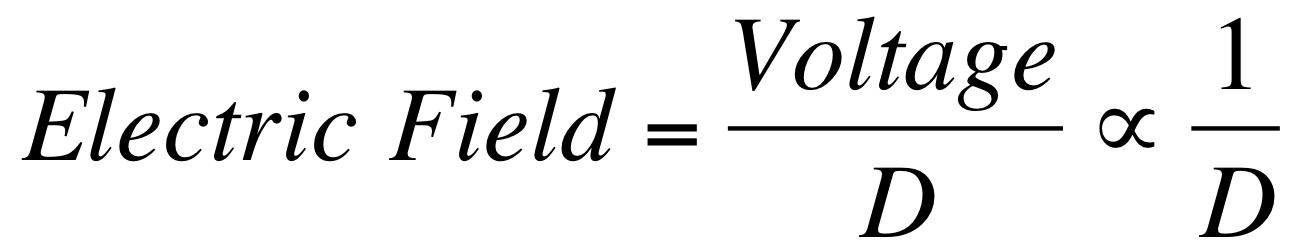 Electric Field = Voltage / D ∝ 1 / D